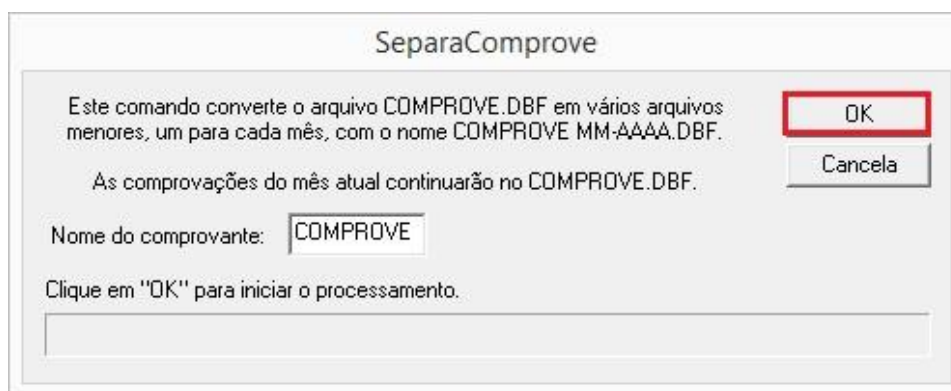 SeparaComprove
Este comando converte o arquivo COMPROVE.DBF em vários arquivos
menores, um para cada mês, com o nome COMPROVE MM-AAAA.DBF.
OK
Cancela
As comprovações do mês atual continuarão no COMPROVE.DBF.
Nome do comprovante: COMPROVE
Clique em "OK" para iniciar o processamento.